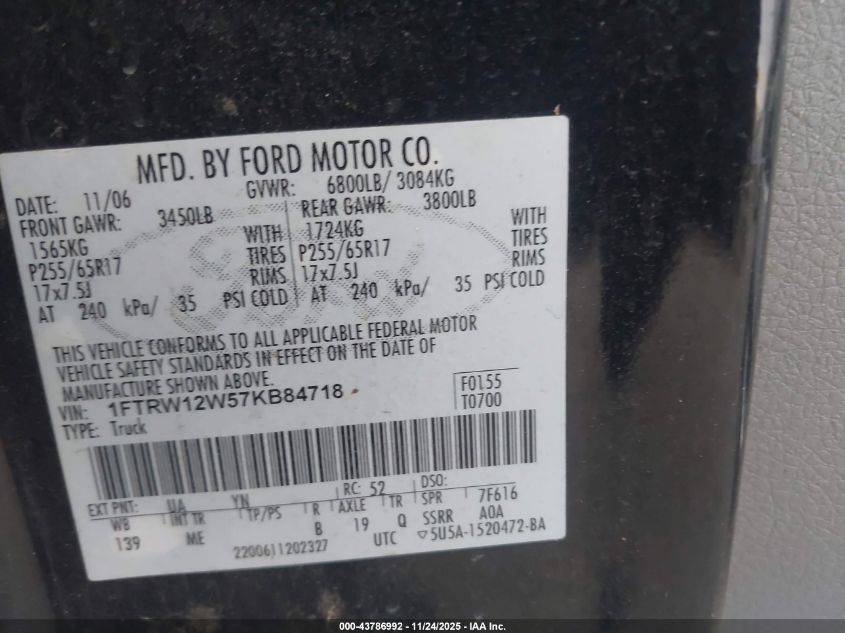 MFD. BY FORD MOTOR CO.
DATE: 11/06 GVWR: 6800LB/ 3084KG
FRONT GAWR: 3450LB REAR GAWR: 3800LB
1565KG WITH 1724KG WITH
P255/65R17 TIRES P255/65R17 TIRES
17x7.5J RIMS 17x7.5J RIMS
AT 240 kPa/ 35 PSI COLD AT 240 kPa/ 35 PSI COLD
THIS VEHICLE CONFORMS TO ALL APPLICABLE FEDERAL MOTOR
VEHICLE SAFETY STANDARDS IN EFFECT ON THE DATE OF
MANUFACTURE SHOWN ABOVE.
VIN: 1FTRW12W57KB84718 F0155
TYPE: Truck T0700
EXT PNT: UA YN RC: 52 DSO:
WB INT TR TP/PS R AXLE TR SPR 7F616
139 ME B 19 Q SSRR AOA
2200611202327 UTC ▽5U5A-1520472-BA
000-43786992 - 11/24/2025 - IAA Inc.